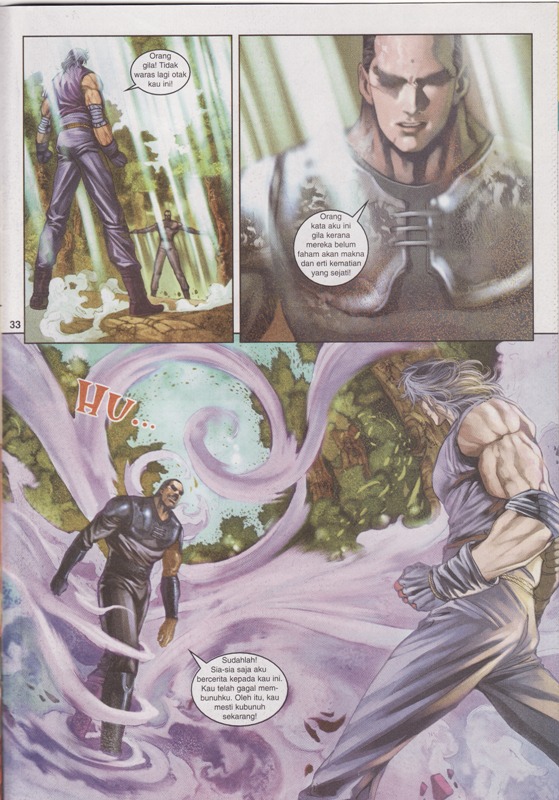 Orang
gila! Tidak
waras lagi otak
kau ini!
Orang
kata aku ini
gila kerana
mereka belum
faham akan makna
dan erti kematian
yang sejati!
33
HU...
Sudahlah!
Sia-sia saja aku
bercerita kepada kau ini.
Kau telah gagal mem-
bunuhku. Oleh itu, kau
mesti kubunuh
sekarang!